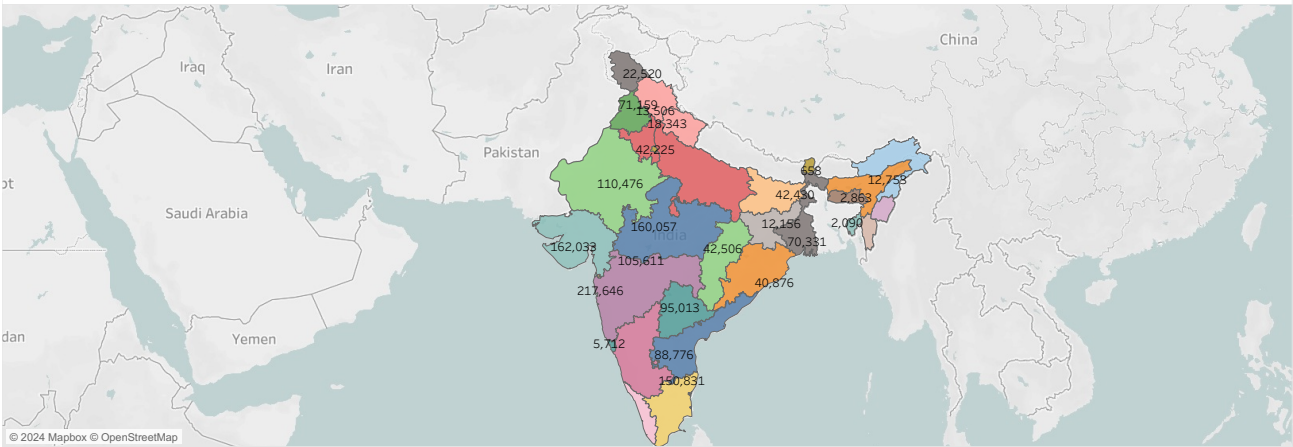 China
Iraq
Iran
22,520
71,159
13,506
18,343
42,225
Pakistan
658
110,476
12,753
42,430
2,863
Saudi Arabia
160,057
12,156
2,090
India
162,033
42,506
70,331
105,611
217,646
40,876
95,013
dan
Yemen
5,712
88,776
150,831
© 2024 Mapbox © OpenStreetMap